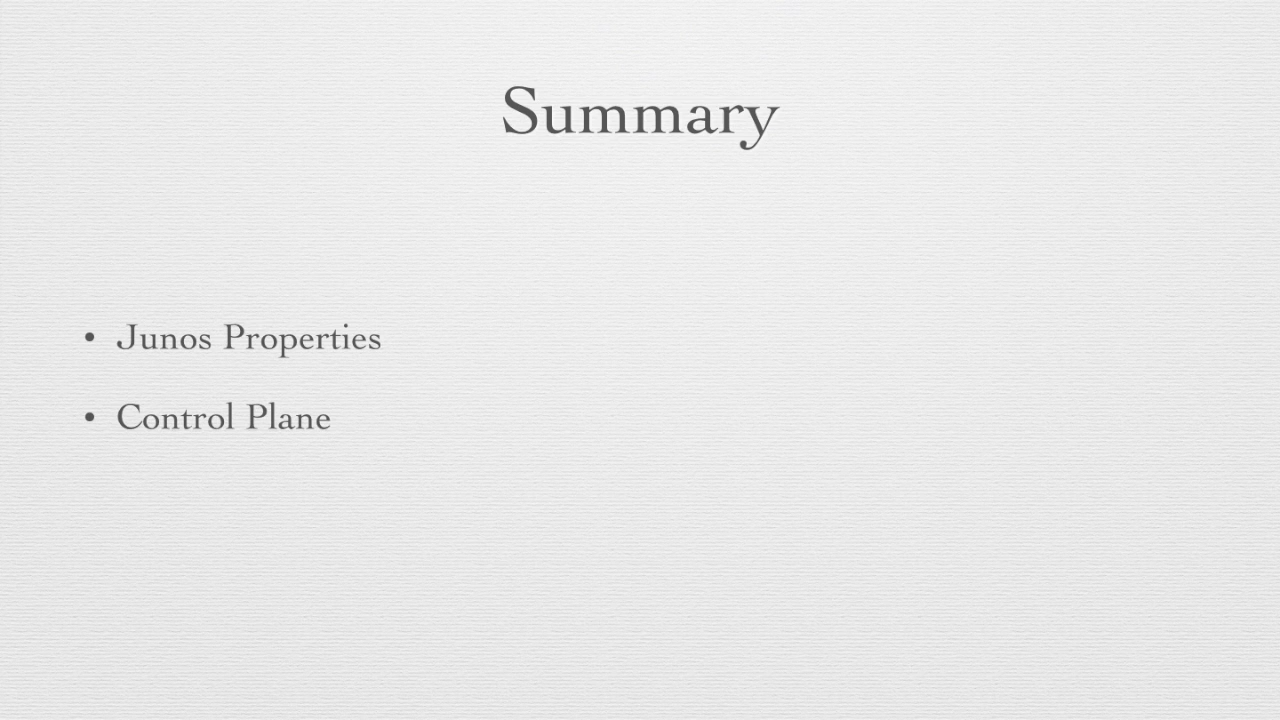 Summary
• Junos Properties
• Control Plane